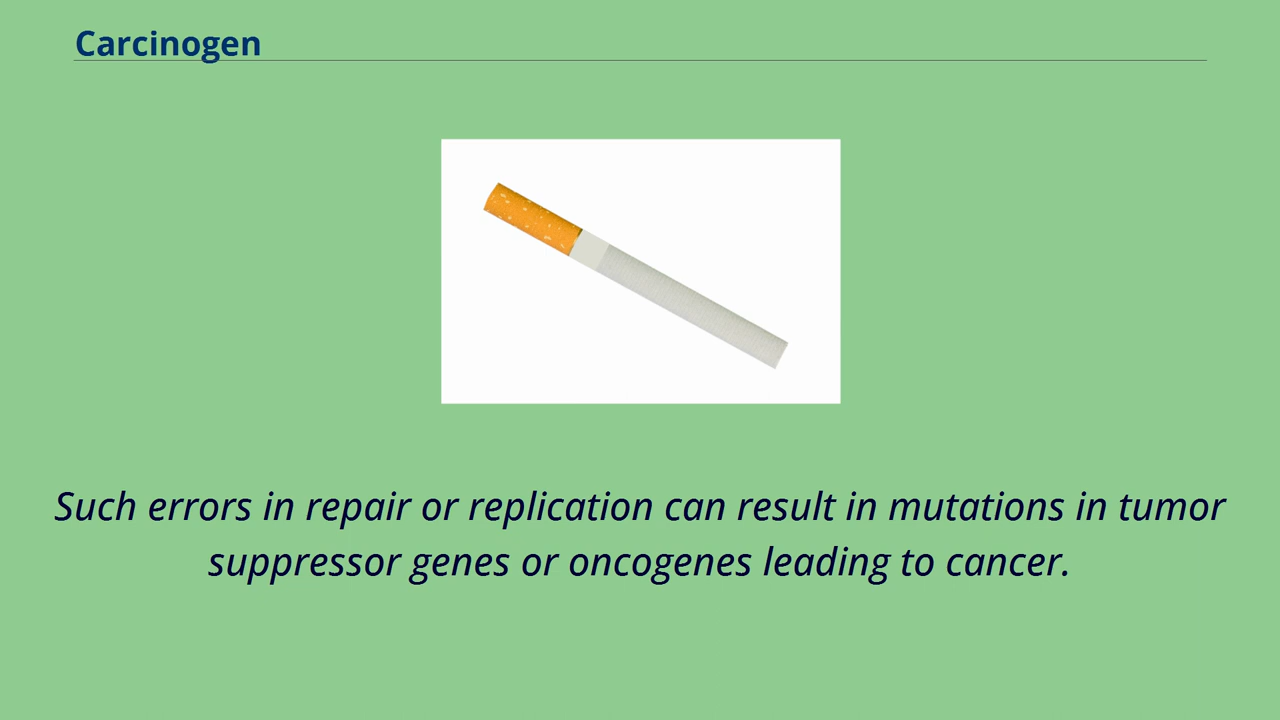 Carcinogen
Such errors in repair or replication can result in mutations in tumor
suppressor genes or oncogenes leading to cancer.